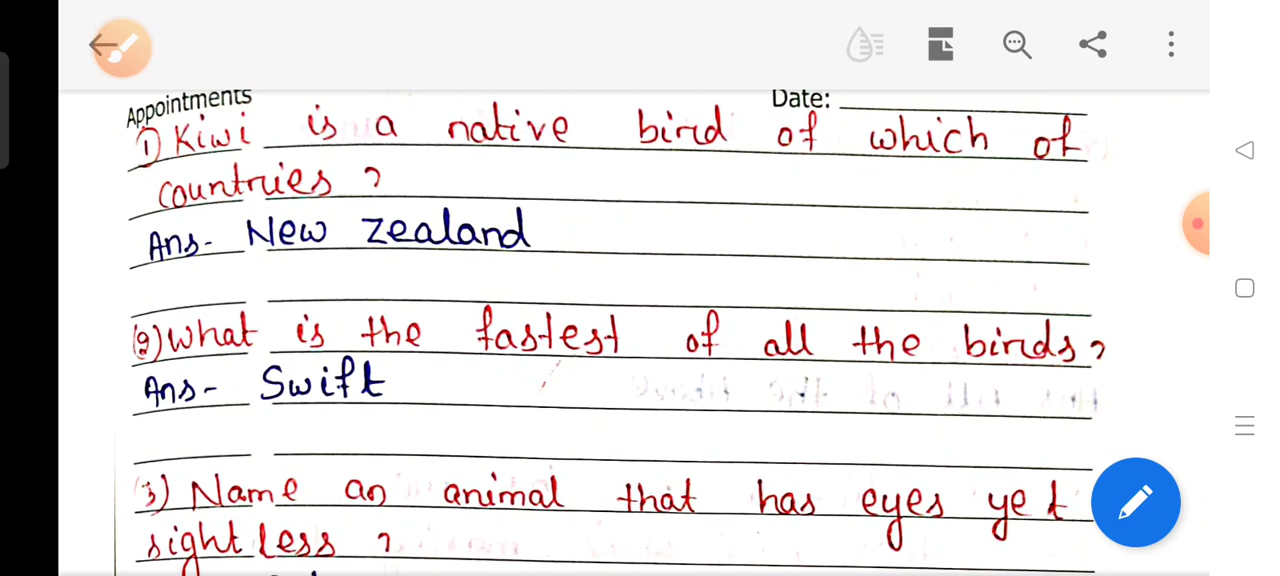 Appointments
Date:
1) Kiwi is a native bird of which of
countries ?
Ans- New zealand
(2) What is the fastest of all the birds?
Ans- Swift
3) Name an animal that has eyes yet
sightless ?